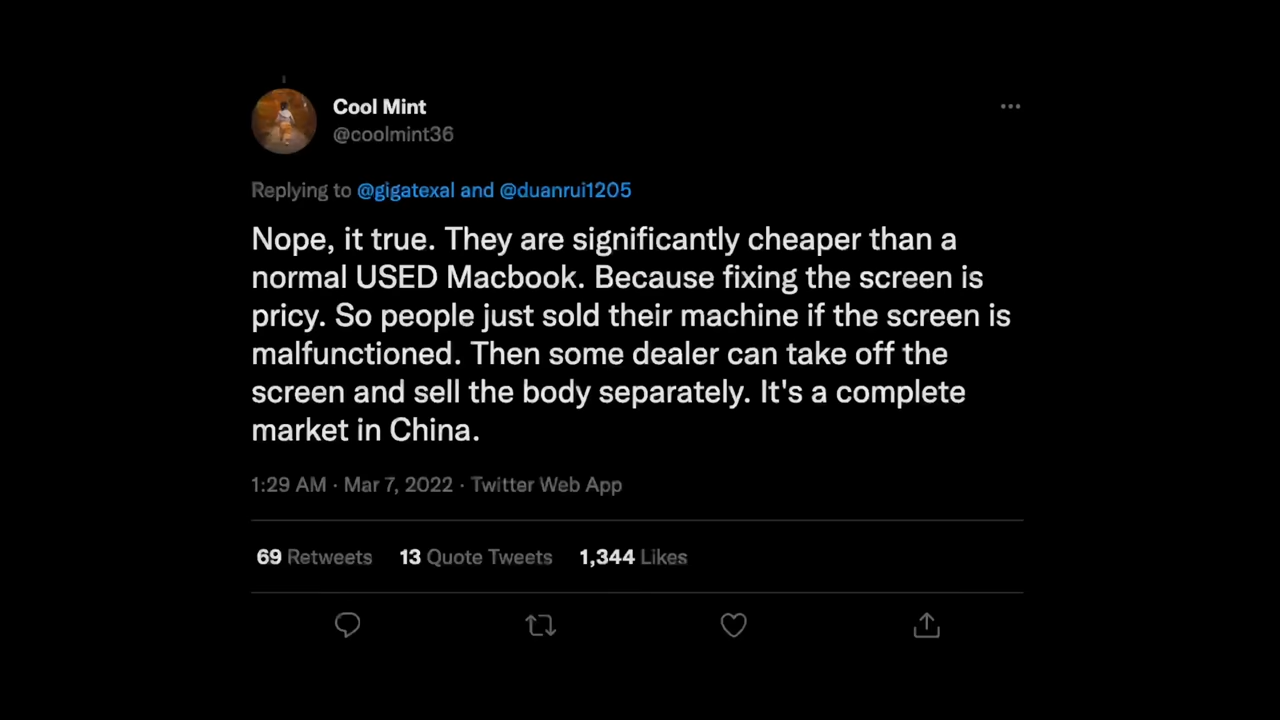 Cool Mint
@coolmint36
Replying to @gigatexal and @duanrui1205
Nope, it true. They are significantly cheaper than a
normal USED Macbook. Because fixing the screen is
pricy. So people just sold their machine if the screen is
malfunctioned. Then some dealer can take off the
screen and sell the body separately. It's a complete
market in China.
1:29 AM · Mar 7, 2022 · Twitter Web App
69 Retweets 13 Quote Tweets 1,344 Likes